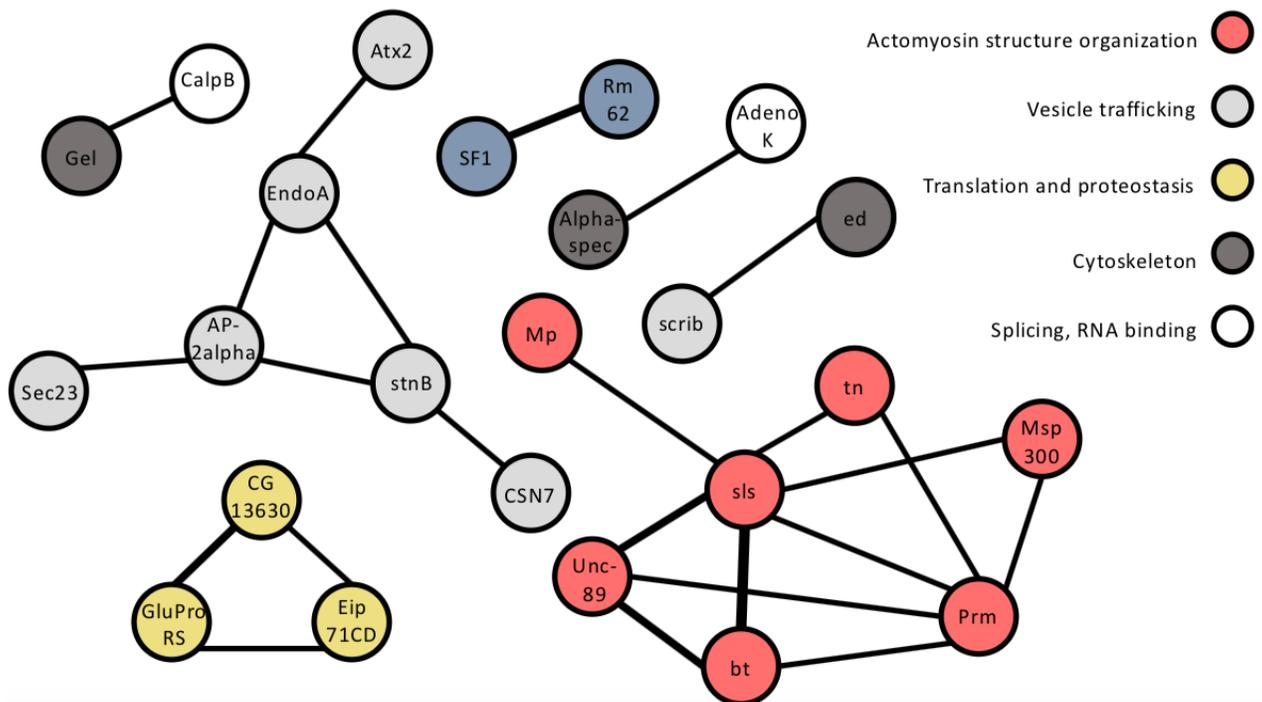 Atx2
CalpB
Gel
EndoA
AP-
2alpha
Sec23
stnB
CSN7
Rm
62
SF1
Adeno
K
Alpha-
spec
ed
scrib
Actomyosin structure organization
Vesicle trafficking
Translation and proteostasis
Cytoskeleton
Splicing, RNA binding
CG
13630
GluPro
RS
Eip
71CD
Mp
tn
Msp
300
sls
Unc-
89
Prm
bt